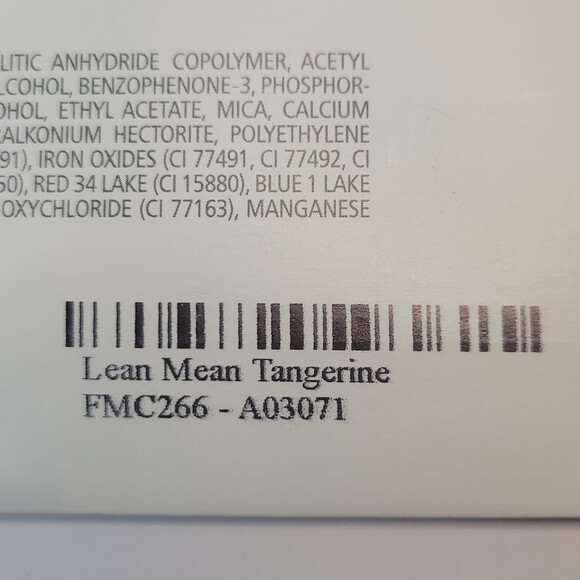 LITIC ANHYDRIDE COPOLYMER, ACETYL
LCOHOL, BENZOPHENONE-3, PHOSPHOR-
OHOL, ETHYL ACETATE, MICA, CALCIUM
RALKONIUM HECTORITE, POLYETHYLENE
91), IRON OXIDES (CI 77491, CI 77492, CI
50), RED 34 LAKE (CI 15880), BLUE 1 LAKE
OXYCHLORIDE (CI 77163), MANGANESE
Lean Mean Tangerine
FMC266 - A03071